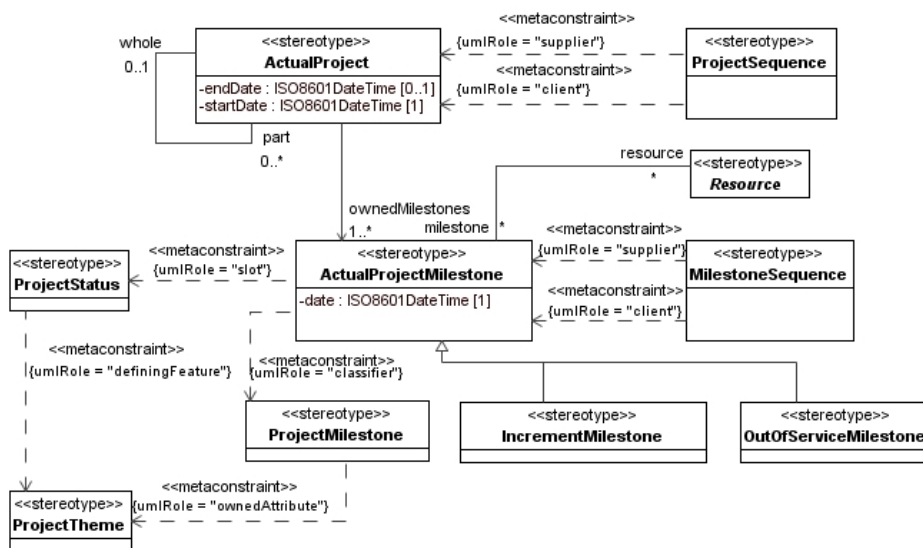 <<metaconstraint>>
whole
<<stereotype>>
{umlRole = "supplier"}
<<stereotype>>
ActualProject
ProjectSequence
0..1
<<metaconstraint>>
-endDate : ISO8601DateTime [0..1]
{umlRole = "client"}
-startDate : ISO8601DateTime [1]
part
0..*
resource
<<stereotype>>
*
Resource
ownedMilestones
milestone
*
1..*
<<metaconstraint>>
<<metaconstraint>>
<<stereotype>>
<<stereotype>>
{umlRole = "supplier"}
<<stereotype>>
{umlRole = "slot"}
ActualProjectMilestone
MilestoneSequence
ProjectStatus
<<metaconstraint>>
-date : ISO8601DateTime [1]
{umlRole = "client"}
<<metaconstraint>>
<<metaconstraint>>
{umlRole = "definingFeature"}
{umlRole = "classifier"}
<<stereotype>>
<<stereotype>>
<<stereotype>>
ProjectMilestone
IncrementMilestone
OutOfServiceMilestone
<<metaconstraint>>
<<stereotype>>
{umlRole = "ownedAttribute"}
ProjectTheme